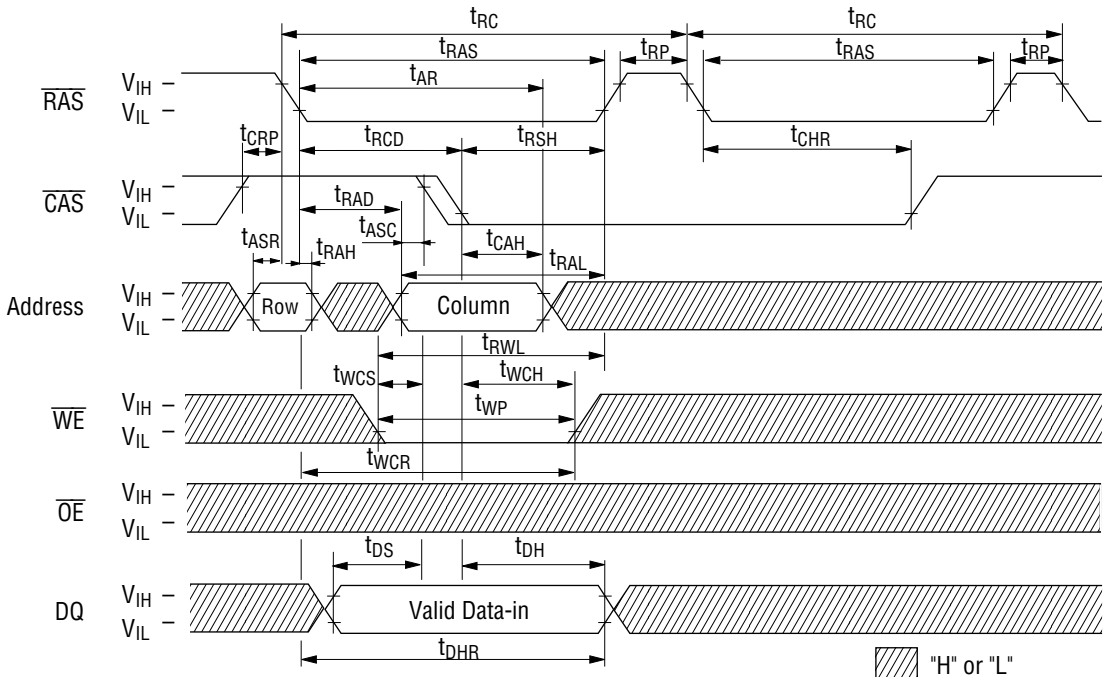 tRC tRC
tRAS tRP tRAS tRP
tAR
RAS VIH
VIL
tCRP tRCD tRSH tCHR
CAS VIH
VIL
tRAD
tASC tCAH
tASR tRAH tRAL
Address VIH
VIL
Row Column
tRWL
tWCS tWCH
WE VIH
VIL
tWP
tWCR
OE VIH
VIL
tDS tDH
DQ VIH
VIL
Valid Data-in
tDHR
"H" or "L"